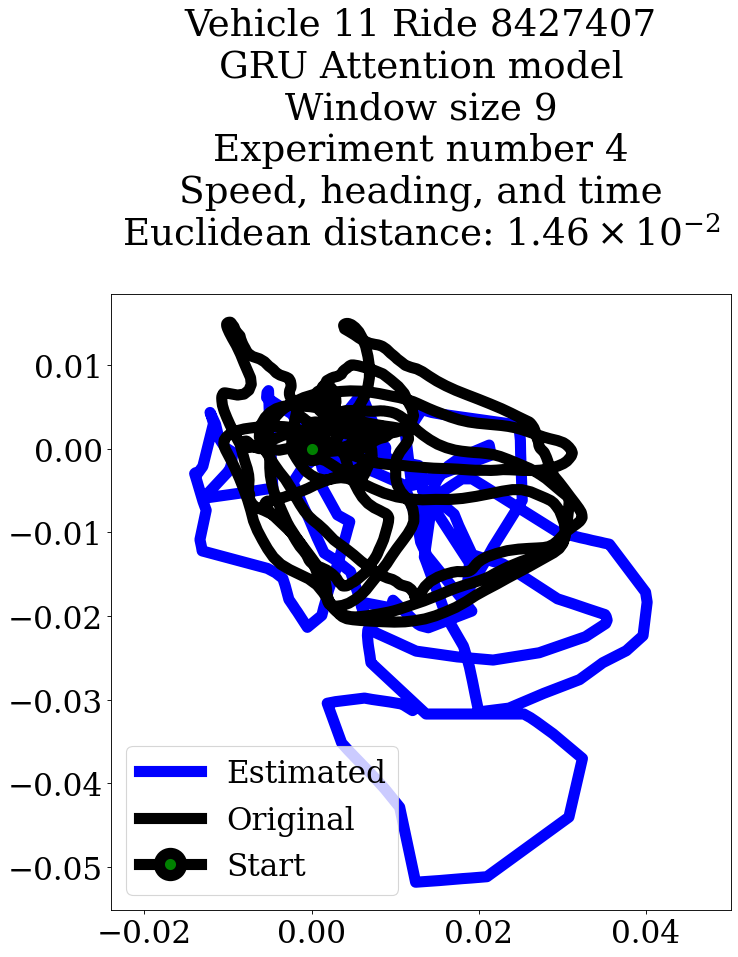 Vehicle 11 Ride 8427407
GRU Attention model
Window size 9
Experiment number 4
Speed, heading, and time
Euclidean distance: 1.46 × 10⁻²
0.01
0.00
−0.01
−0.02
−0.03
−0.04
−0.05
Estimated
Original
Start
−0.02 0.00 0.02 0.04